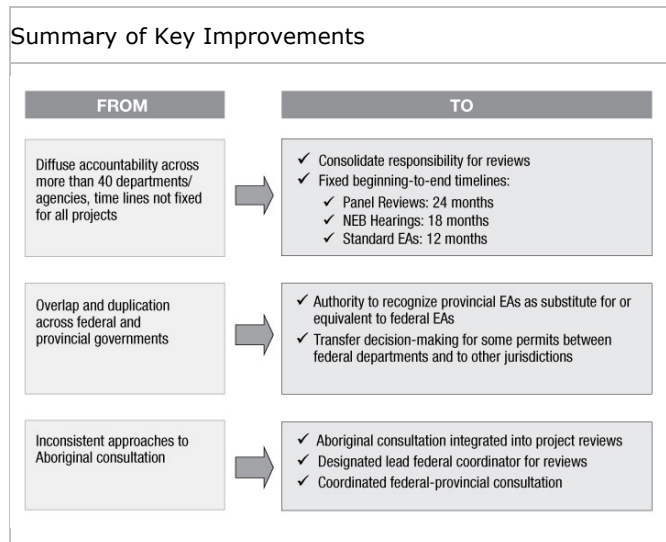 Summary of Key Improvements
FROM
TO
Diffuse accountability across
more than 40 departments/
agencies, time lines not fixed
for all projects
✓ Consolidate responsibility for reviews
✓ Fixed beginning-to-end timelines:
✓ Panel Reviews: 24 months
✓ NEB Hearings: 18 months
✓ Standard EAs: 12 months
Overlap and duplication
across federal and
provincial governments
✓ Authority to recognize provincial EAs as substitute for or
equivalent to federal EAs
✓ Transfer decision-making for some permits between
federal departments and to other jurisdictions
Inconsistent approaches to
Aboriginal consultation
✓ Aboriginal consultation integrated into project reviews
✓ Designated lead federal coordinator for reviews
✓ Coordinated federal-provincial consultation